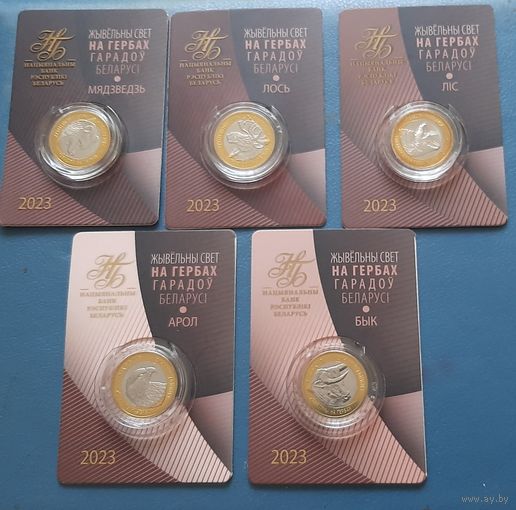 НАЦЫЯНАЛЬНЫ
БАНК
РЭСПУБЛІКІ
БЕЛАРУСЬ
ЖЫВЁЛЬНЫ СВЕТ
НА ГЕРБАХ
ГАРАДОЎ
БЕЛАРУСІ
МЯДЗВЕДЗЬ
2023
НАЦЫЯНАЛЬНЫ
БАНК
РЭСПУБЛІКІ
БЕЛАРУСЬ
ЖЫВЁЛЬНЫ СВЕТ
НА ГЕРБАХ
ГАРАДОЎ
БЕЛАРУСІ
ЛОСЬ
2023
НАЦЫЯНАЛЬНЫ
БАНК
РЭСПУБЛІКІ
БЕЛАРУСЬ
ЖЫВЁЛЬНЫ СВЕТ
НА ГЕРБАХ
ГАРАДОЎ
БЕЛАРУСІ
ЛІС
2023
НАЦЫЯНАЛЬНЫ
БАНК
РЭСПУБЛІКІ
БЕЛАРУСЬ
ЖЫВЁЛЬНЫ СВЕТ
НА ГЕРБАХ
ГАРАДОЎ
БЕЛАРУСІ
АРОЛ
2023
НАЦЫЯНАЛЬНЫ
БАНК
РЭСПУБЛІКІ
БЕЛАРУСЬ
ЖЫВЁЛЬНЫ СВЕТ
НА ГЕРБАХ
ГАРАДОЎ
БЕЛАРУСІ
БЫК
2023
www.ay.by